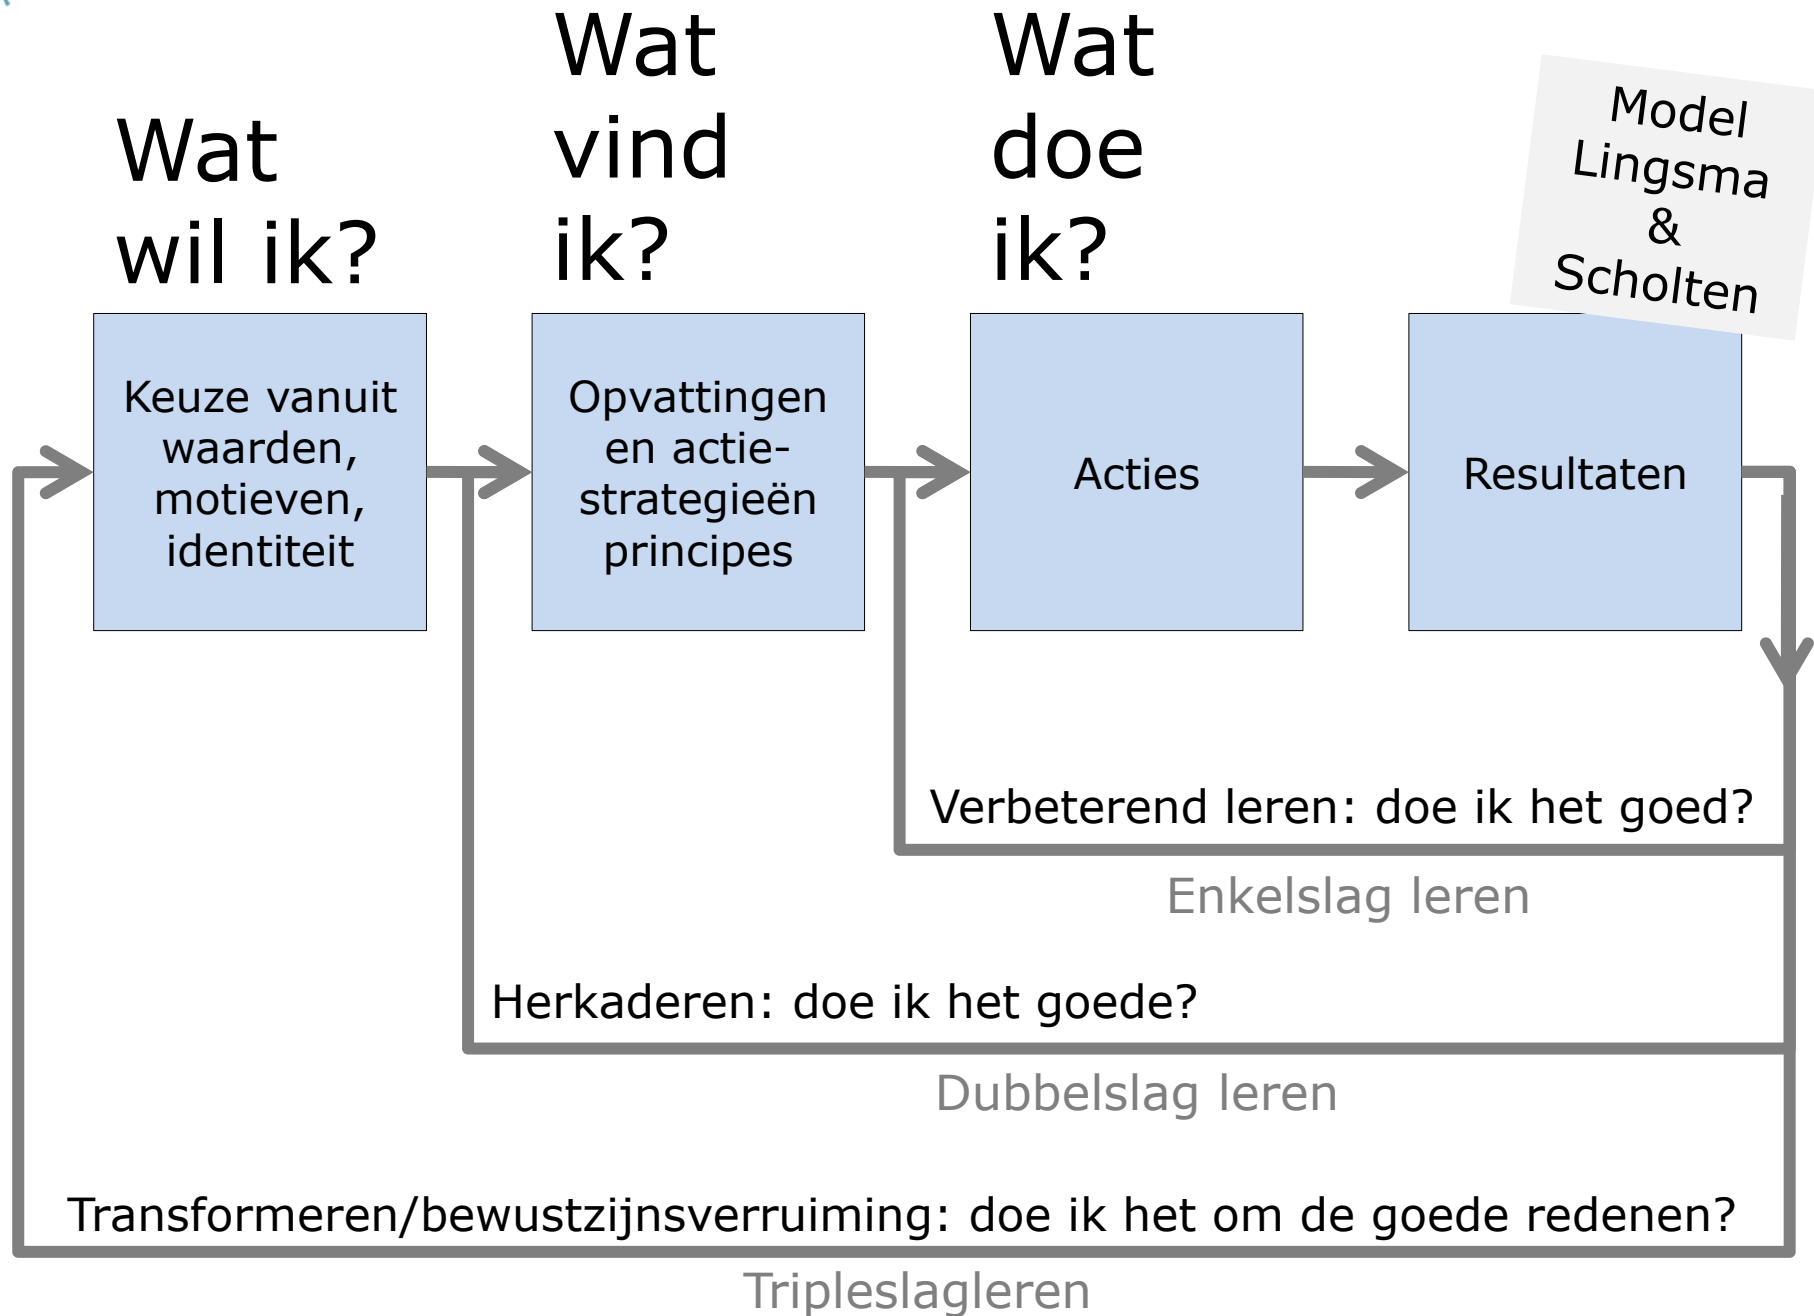 Wat
wil ik?
Wat
vind
ik?
Wat
doe
ik?
Model
Lingsma
&
Scholten
Keuze vanuit
waarden,
motieven,
identiteit
Opvattingen
en actie-
strategieën
principes
Acties
Resultaten
Verbeterend leren: doe ik het goed?
Enkelslag leren
Herkaderen: doe ik het goede?
Dubbelslag leren
Transformeren/bewustzijnsverruiming: doe ik het om de goede redenen?
Tripleslagleren